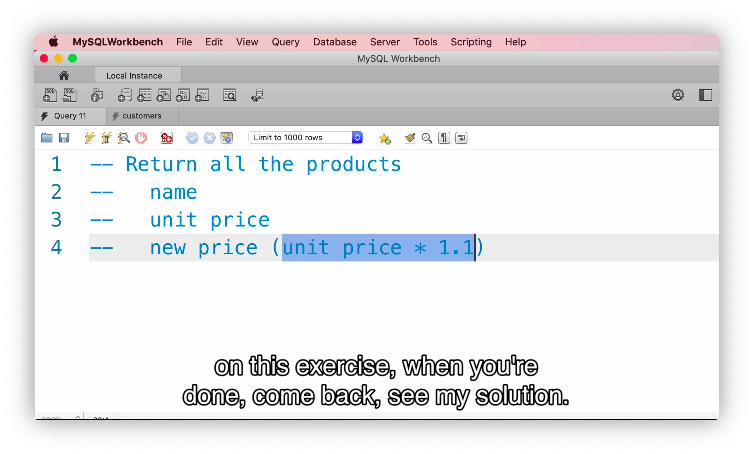 MySQLWorkbench File Edit View Query Database Server Tools Scripting Help
MySQL Workbench
Local Instance
Query 11 customers
Limit to 1000 rows
1 -- Return all the products
2 -- name
3 -- unit price
4 -- new price (unit price * 1.1)
on this exercise, when you're
done, come back, see my solution.